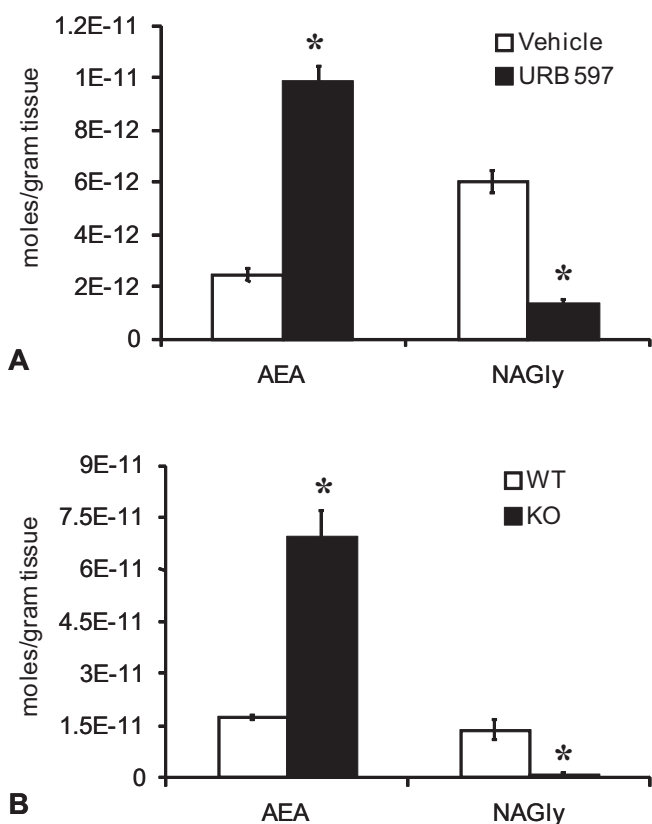 1.2E-11
1E-11
8E-12
6E-12
4E-12
2E-12
0
moles/gram tissue
*
*
Vehicle
URB 597
AEA
NAGly
A
9E-11
7.5E-11
6E-11
4.5E-11
3E-11
1.5E-11
0
moles/gram tissue
*
*
WT
KO
AEA
NAGly
B